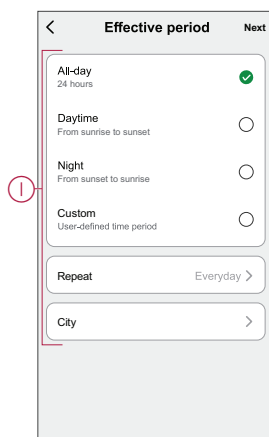 Effective period Next
All-day
24 hours
Daytime
From sunrise to sunset
Night
From sunset to sunrise
Custom
User-defined time period
Repeat Everyday
City